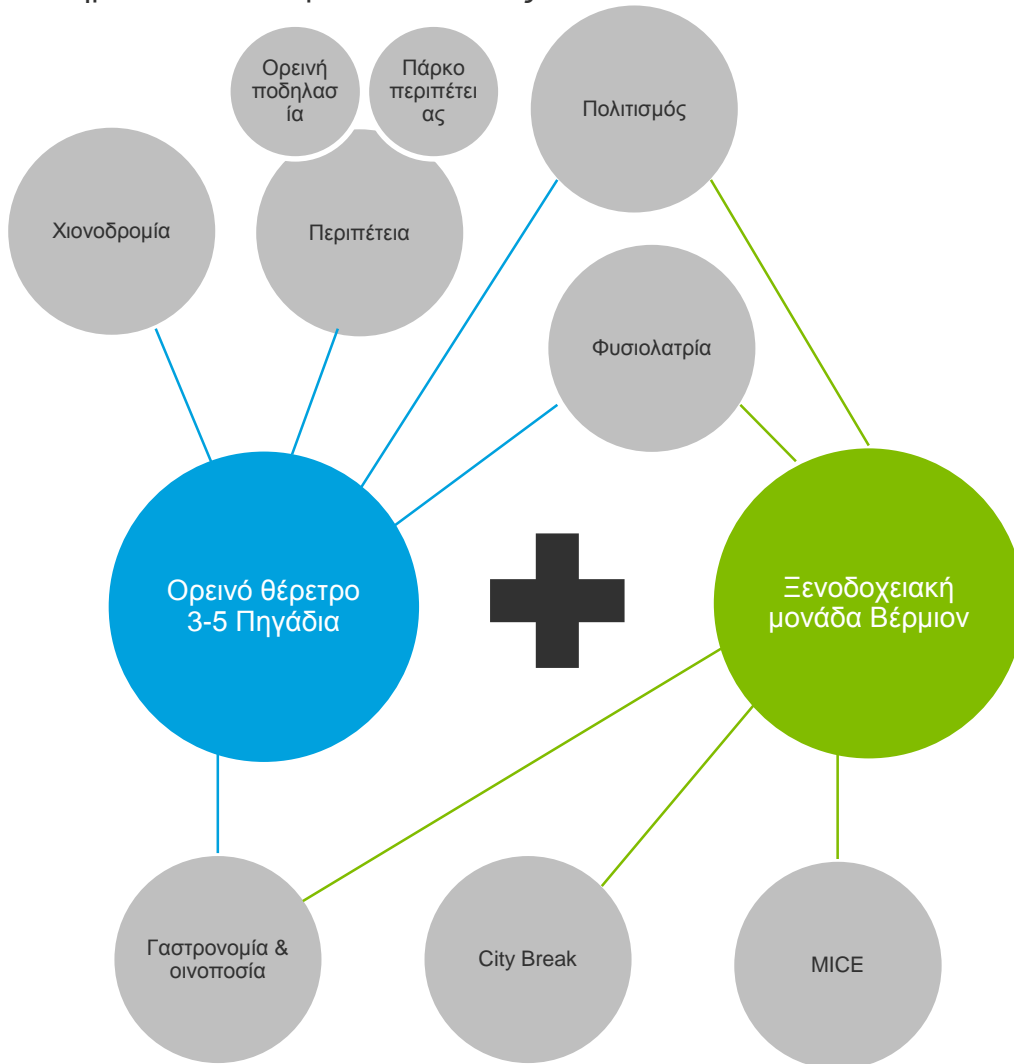 Ορεινή
ποδηλασ
ία
Πάρκο
περιπέτει
ας
Πολιτισμός
Χιονοδρομία
Περιπέτεια
Φυσιολατρία
Ορεινό θέρετρο
3-5 Πηγάδια
Ξενοδοχειακή
μονάδα Βέρμιον
Γαστρονομία &
οινοποσία
City Break
MICE